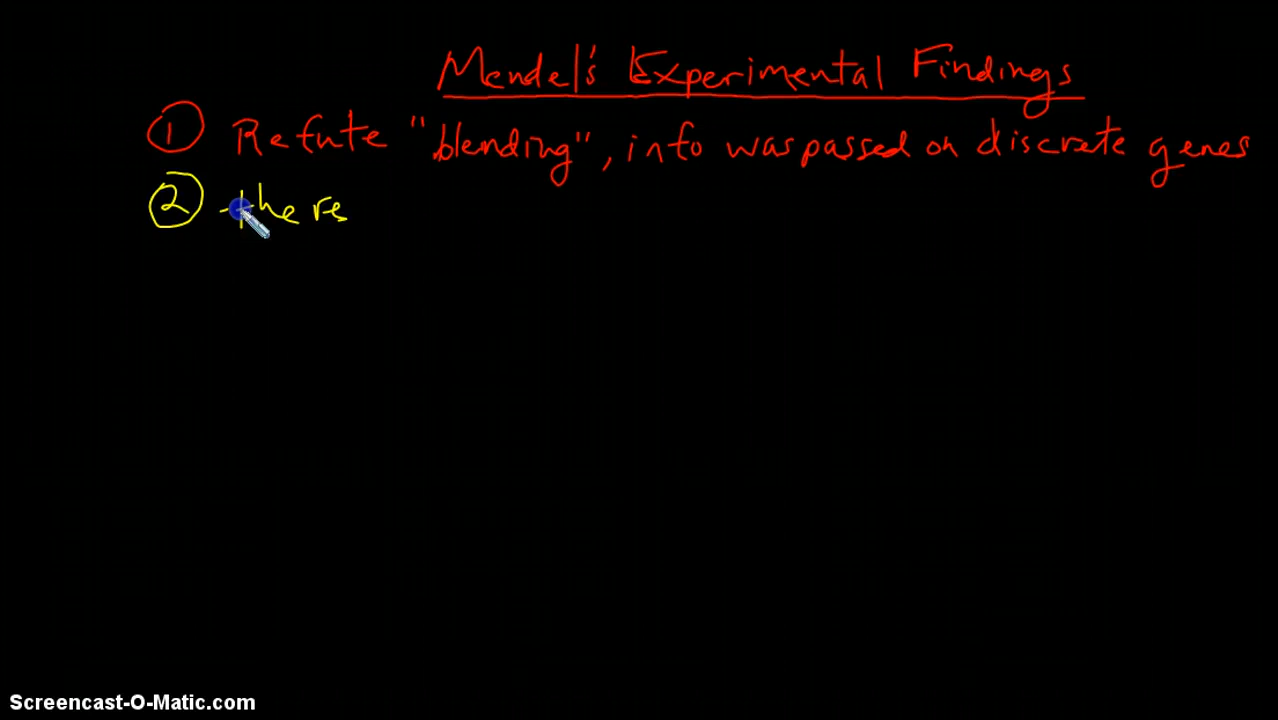 Mendel's Experimental Findings
① Refute "blending", info was passed on discrete genes
② there
Screencast-O-Matic.com